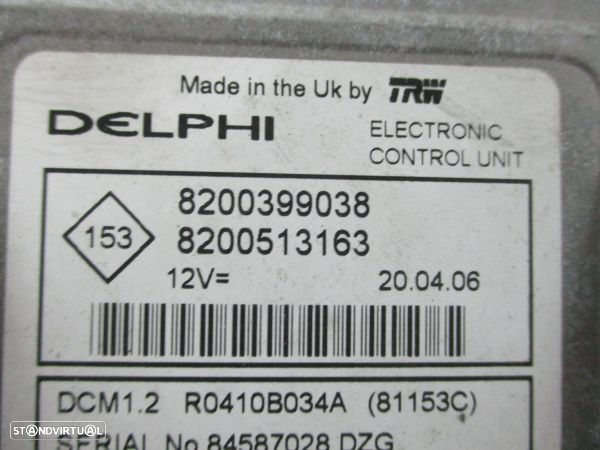 Made in the Uk by TRW
DELPHI
ELECTRONIC
CONTROL UNIT
153
8200399038
8200513163
12V=
20.04.06
DCM1.2 R0410B034A (81153C)
SERIAL No 84587028 DZG
STANDVIRTUAL